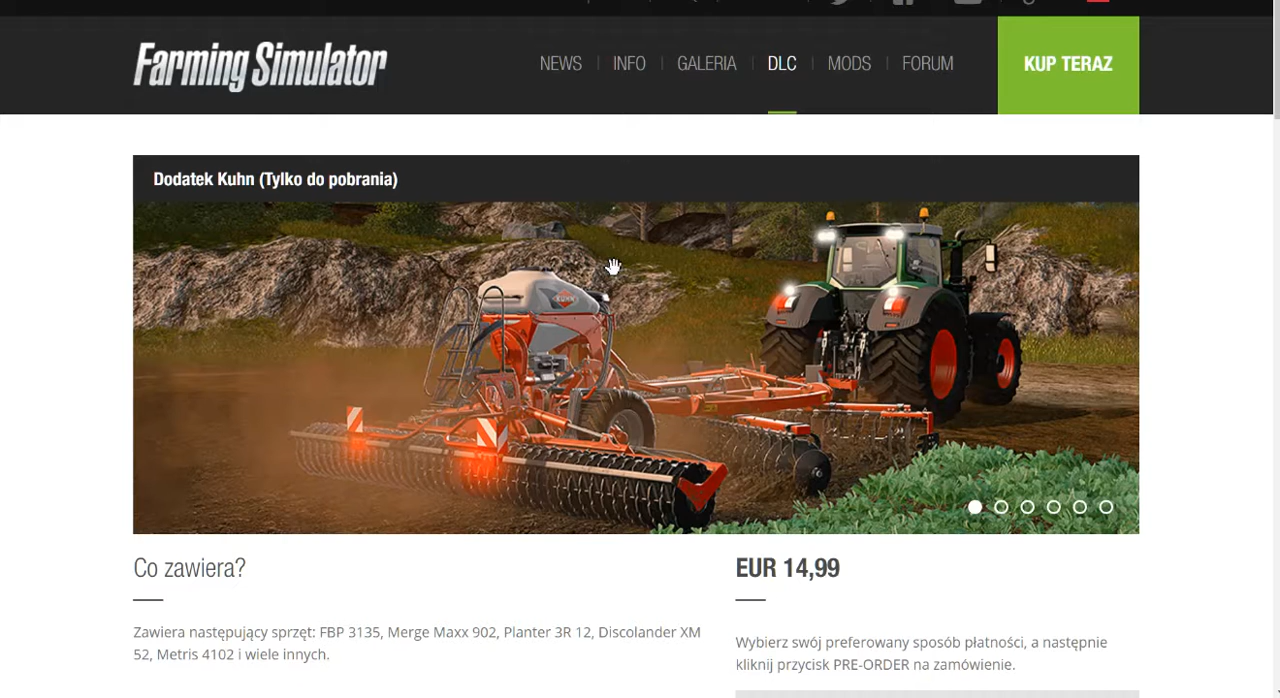 Farming Simulator
NEWS
INFO
GALERIA
DLC
MODS
FORUM
KUP TERAZ
Dodatek Kuhn (Tylko do pobrania)
KUHN
Co zawiera?
Zawiera następujący sprzęt: FBP 3135, Merge Maxx 902, Planter 3R 12, Discolander XM
52, Metris 4102 i wiele innych.
EUR 14,99
Wybierz swój preferowany sposób płatności, a następnie
kliknij przycisk PRE-ORDER na zamówienie.